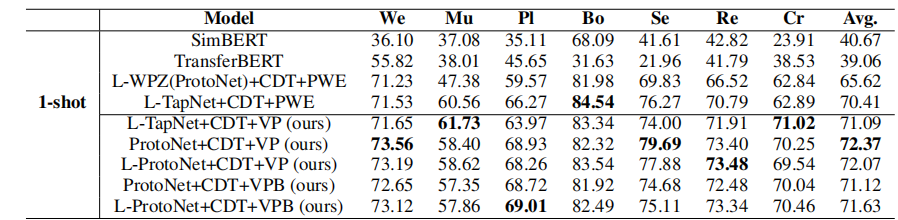 Model We Mu Pl Bo Se Re Cr Avg.
SimBERT 36.10 37.08 35.11 68.09 41.61 42.82 23.91 40.67
TransferBERT 55.82 38.01 45.65 31.63 21.96 41.79 38.53 39.06
L-WPZ(ProtoNet)+CDT+PWE 71.23 47.38 59.57 81.98 69.83 66.52 62.84 65.62
1-shot L-TapNet+CDT+PWE 71.53 60.56 66.27 84.54 76.27 70.79 62.89 70.41
L-TapNet+CDT+VP (ours) 71.65 61.73 63.97 83.34 74.00 71.91 71.02 71.09
ProtoNet+CDT+VP (ours) 73.56 58.40 68.93 82.32 79.69 73.40 70.25 72.37
L-ProtoNet+CDT+VP (ours) 73.19 58.62 68.26 83.54 77.88 73.48 69.54 72.07
ProtoNet+CDT+VPB (ours) 72.65 57.35 68.72 81.92 74.68 72.48 70.04 71.12
L-ProtoNet+CDT+VPB (ours) 73.12 57.86 69.01 82.49 75.11 73.34 70.46 71.63